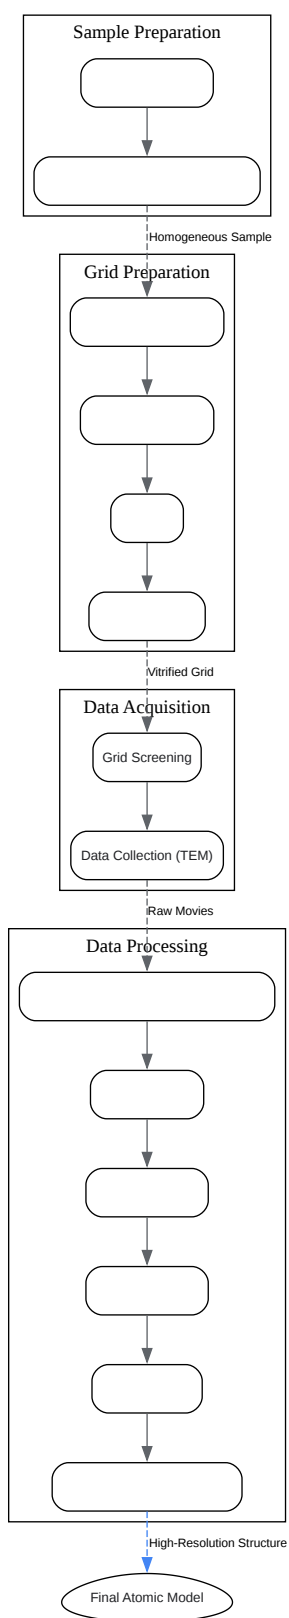 Sample Preparation
Homogeneous Sample
Grid Preparation
Vitrified Grid
Data Acquisition
Grid Screening
Data Collection (TEM)
Raw Movies
Data Processing
High-Resolution Structure
Final Atomic Model